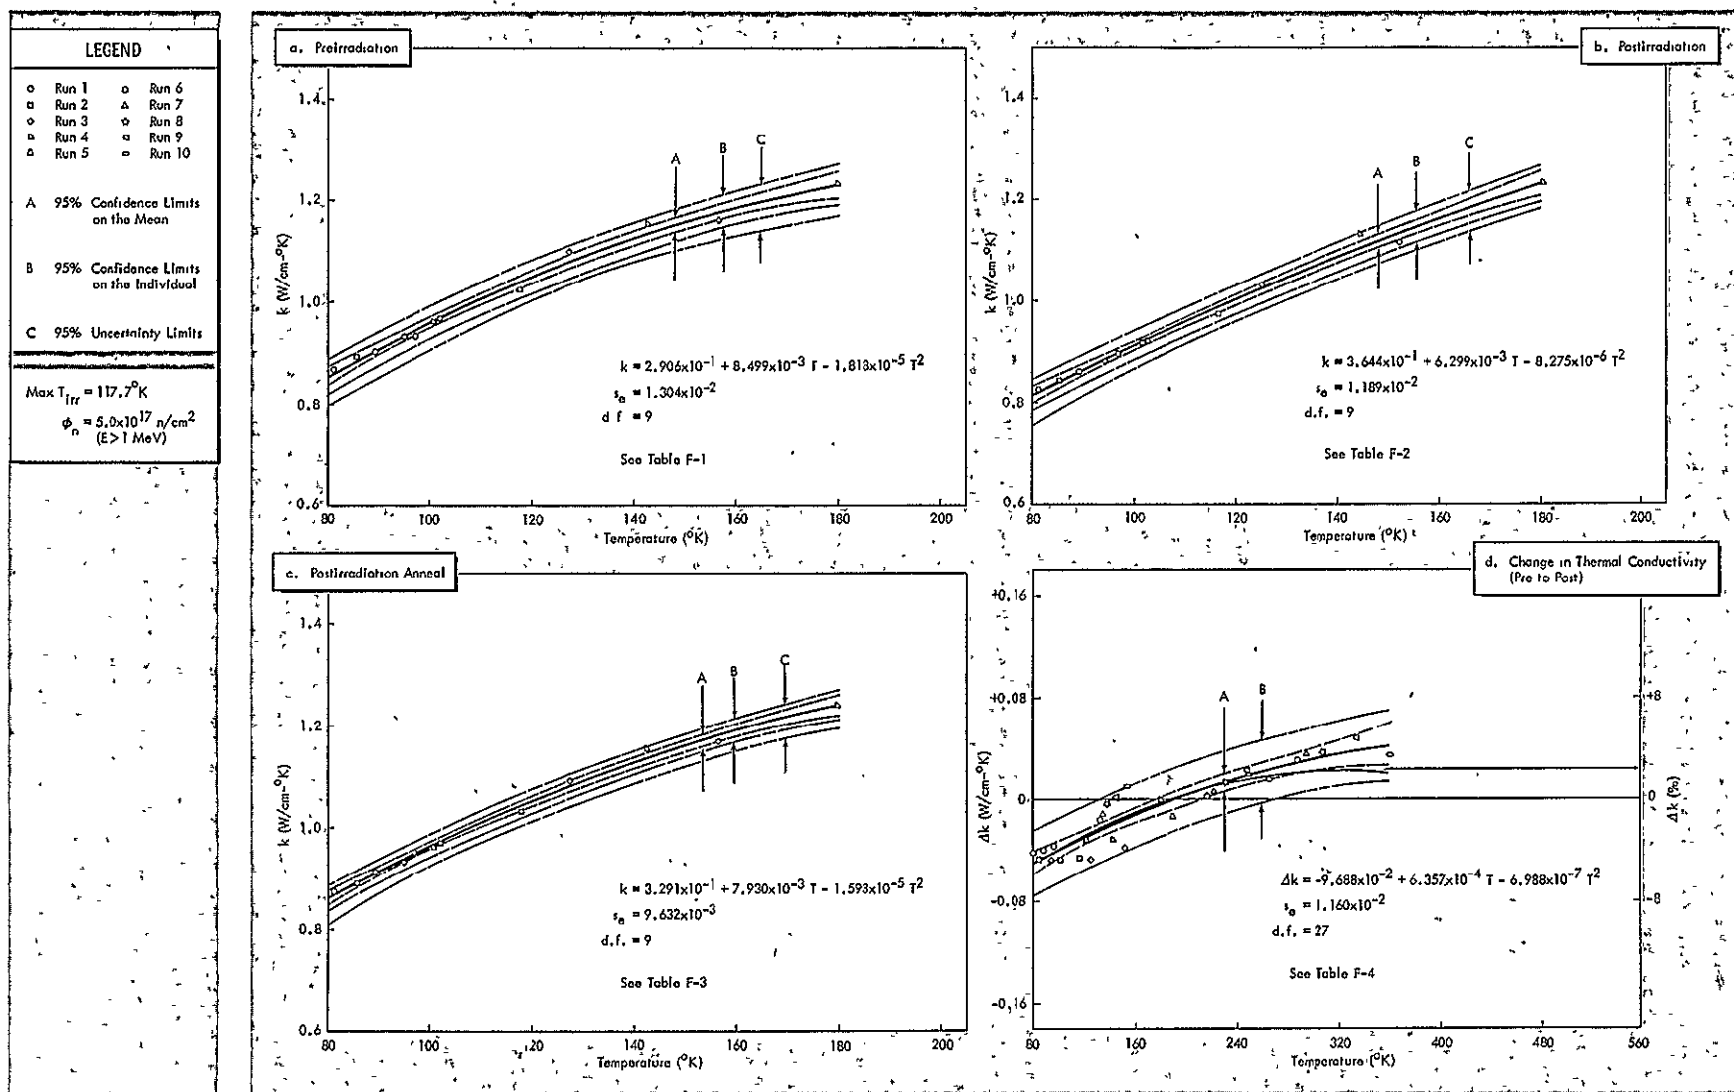 LEGEND
Run 1
Run 2
Run 3
Run 4
Run 5
Run 6
Run 7
Run 8
Run 9
Run 10
A 95% Confidence Limits
on the Mean
B 95% Confidence Limits
on the Individual
C 95% Uncertainty Limits
Max T_irr = 117.7°K
ϕ_n = 5.0x10^17 n/cm^2
(E>1 MeV)
a. Preirradiation
1.4
1.2
1.0
0.8
0.6
k (W/cm-°K)
A
B
C
k = 2.906x10^-1 + 8.499x10^-3 T - 1.818x10^-5 T^2
s_e = 1.304x10^-2
d f = 9
See Table F-1
80 100 120 140 160 180 200
Temperature (°K)
b. Postirradiation
1.4
1.2
1.0
0.8
0.6
k (W/cm-°K)
A
B
C
k = 3.644x10^-1 + 6.299x10^-3 T - 8.275x10^-6 T^2
s_e = 1.189x10^-2
d.f. = 9
See Table F-2
80 100 120 140 160 180 200
Temperature (°K)
c. Postirradiation Anneal
1.4
1.2
1.0
0.8
0.6
k (W/cm-°K)
A
B
C
k = 3.291x10^-1 + 7.930x10^-3 T - 1.593x10^-5 T^2
s_e = 9.632x10^-3
d.f. = 9
See Table F-3
80 100 120 140 160 180 200
Temperature (°K)
d. Change in Thermal Conductivity
(Pre to Post)
+0.16
+0.08
0
-0.08
-0.16
Δk (W/cm-°K)
A
B
+8
0
-8
Δk (%)
Δk = -9.688x10^-2 + 6.357x10^-4 T - 6.988x10^-7 T^2
s_e = 1.160x10^-2
d.f. = 27
See Table F-4
80 160 240 320 400 480 560
Temperature (°K)